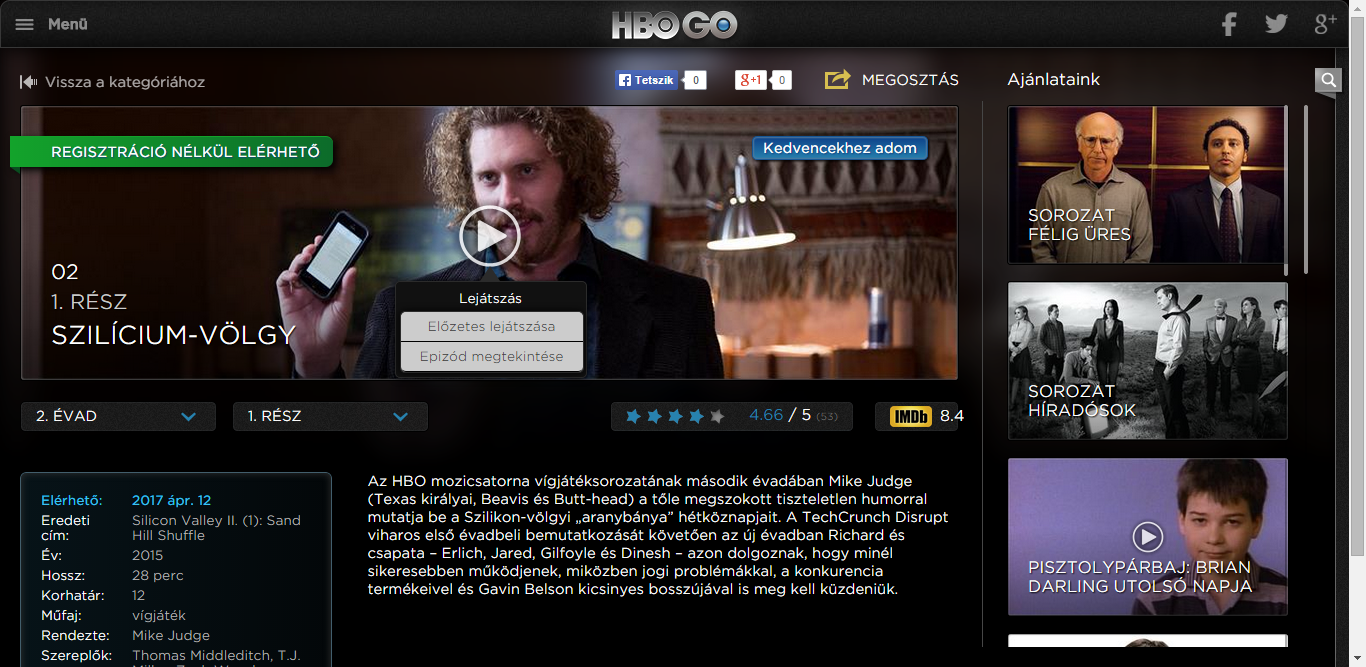 Menü
HBO GO
g+
Vissza a kategóriához
Tetszik
0
g+1
0
MEGOSZTÁS
Ajánlataink
REGISZTRÁCIÓ NÉLKÜL ELÉRHETŐ
Kedvencekhez adom
02
1. RÉSZ
SZILÍCIUM-VÖLGY
Lejátszás
Előzetes lejátszása
Epizód megtekintése
2. ÉVAD
1. RÉSZ
4.66 / 5 (53)
IMDb 8.4
Elérhető: 2017 ápr. 12
Eredeti cím: Silicon Valley II. (1): Sand
Hill Shuffle
Év: 2015
Hossz: 28 perc
Korhatár: 12
Műfaj: vígjáték
Rendezte: Mike Judge
Szereplők: Thomas Middleditch, T.J.
Az HBO mozicsatorna vígjátéksorozatának második évadában Mike Judge
(Texas királyai, Beavis és Butt-head) a tőle megszokott tiszteletlen humorral
mutatja be a Szilikon-völgyi „aranybánya” hétköznapjait. A TechCrunch Disrupt
viharos első évadbeli bemutatkozását követően az új évadban Richard és
csapata – Erlich, Jared, Gilfoyle és Dinesh – azon dolgoznak, hogy minél
sikeresebben működjenek, miközben jogi problémákkal, a konkurencia
termékeivel és Gavin Belson kicsinyes bosszújával is meg kell küzdeniük.
SOROZAT
FÉLIG ÜRES
SOROZAT
HÍRADÓSOK
PISZTOLYPÁRBAJ: BRIAN
DARLING UTOLSÓ NAPJA